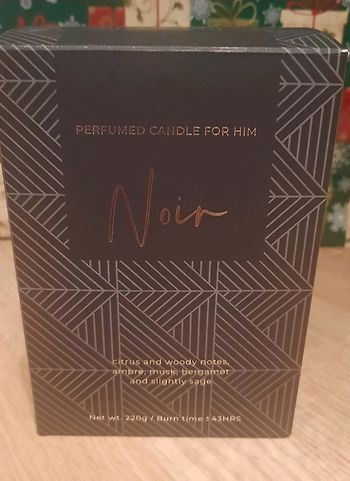 PERFUMED CANDLE FOR HIM
Noir
citrus and woody notes,
ambre, musk, bergamot
and slightly sage
Net wt. 220g / Burn time ±43HRS